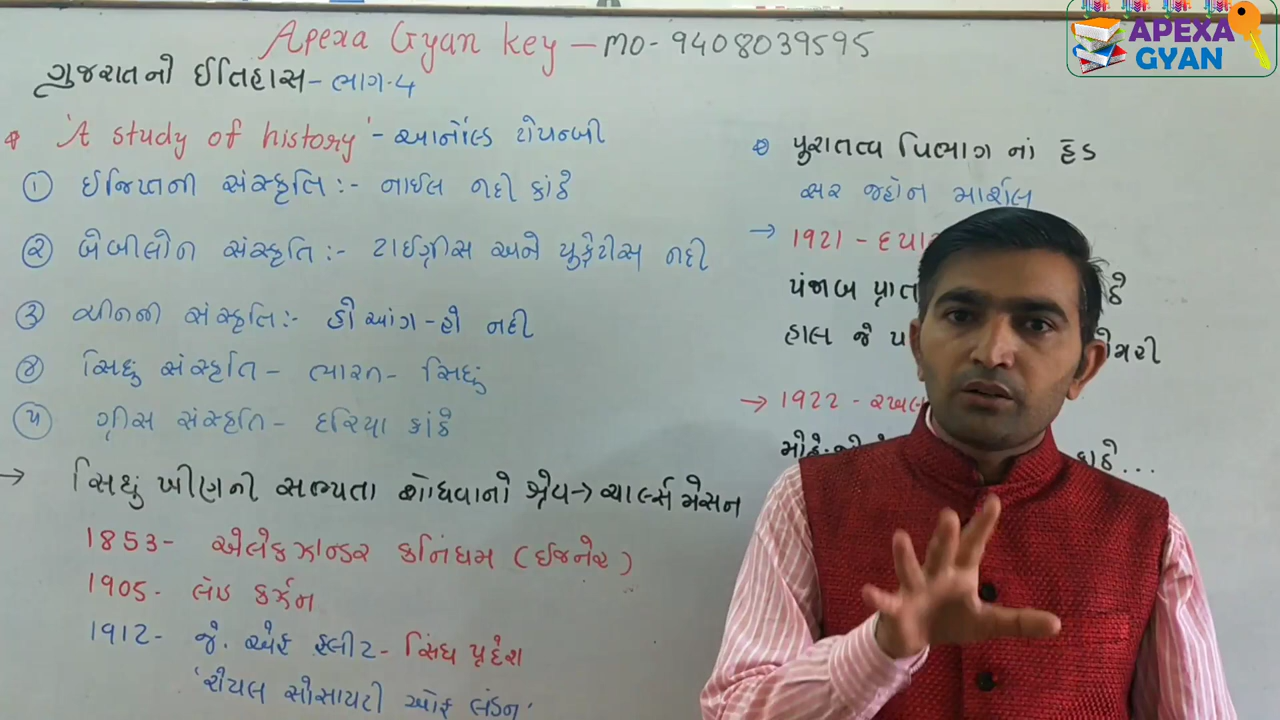 Apexa Gyan key – mo- 9408039595
APEXA
GYAN
ગુજરાતનો ઈતિહાસ – ભાગ-4
'A study of history' - આર્નોલ્ડ ટોયન્બી
① ઈજિપ્તની સંસ્કૃતિ :- નાઈલ નદી કાંઠે
② બેબીલોન સંસ્કૃતિ :- ટાઈગ્રીસ અને યુફ્રેટીસ નદી
③ ચીનની સંસ્કૃતિ :- હો આંગ-હો નદી
④ સિંધુ સંસ્કૃતિ - ભારત - સિંધું
⑤ ગ્રીસ સંસ્કૃતિ - દરિયા કાંઠે
→ સિંધું ખીણની સભ્યતા શોધવાનો શ્રેય → ચાર્લ્સ મેસન
1853- એલેકઝાન્ડર કનિંઘમ (ઈજનેર)
1905- લોર્ડ કર્ઝન
1912- જે. એફ ફ્લીટ - સિંધ પ્રદેશ
'રોયલ સોસાયટી ઓફ લંડન'
પુરાતત્વ વિભાગ નાં હેડ
સર જ્હોન માર્શલ
→ 1921 -
પંજાબ
હાલ જે
→ 1922 -